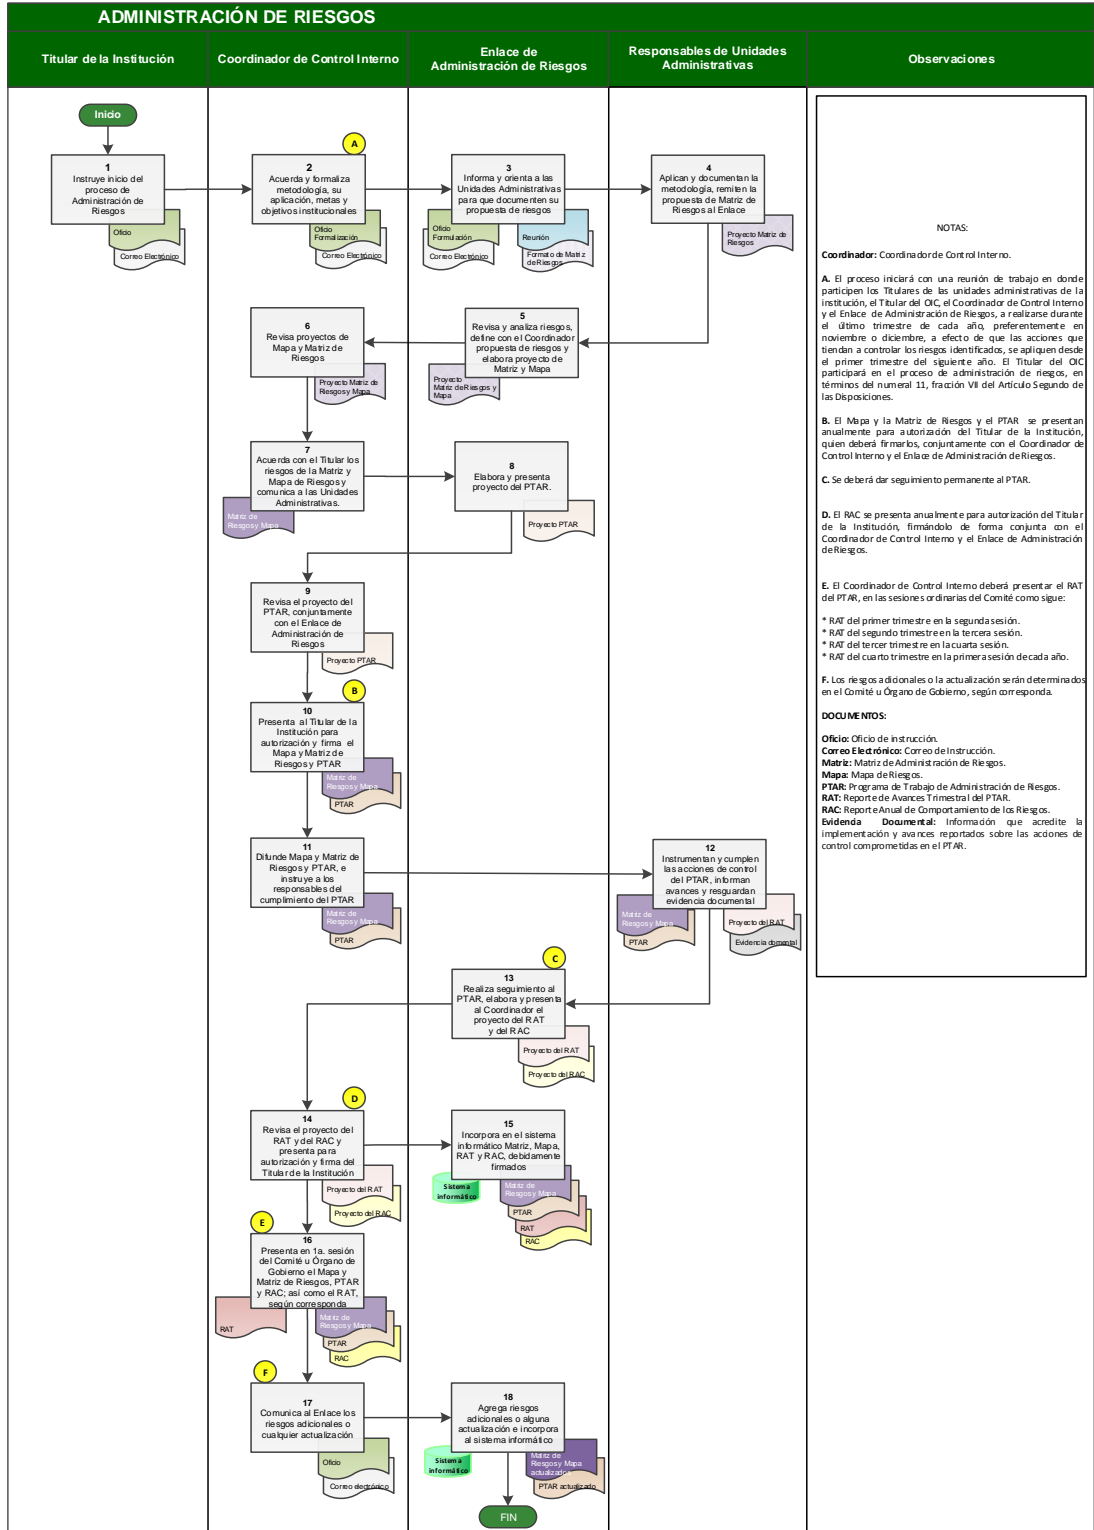 ADMINISTRACIÓN DE RIESGOS
Titular de la Institución
Coordinador de Control Interno
Enlace de
Administración de Riesgos
Responsables de Unidades
Administrativas
Observaciones
Inicio
1
Instruye inicio del
proceso de
Administración de
Riesgos
Oficio
Correo Electrónico
A
2
Acuerda y formaliza
metodología, su
aplicación, metas y
objetivos institucionales
Oficio
Formalización
Correo Electrónico
3
Informa y orienta a las
Unidades Administrativas
para que documenten su
propuesta de riesgos
Oficio
Formulación
Correo Electrónico
Reunión
Formato de Matriz
de Riesgos
4
Aplican y documentan la
metodología, remiten la
propuesta de Matriz de
Riesgos al Enlace
Proyecto Matriz de
Riesgos
5
Revisa y analiza riesgos,
define con el Coordinador
propuesta de riesgos y
elabora proyecto de
Matriz y Mapa
Proyecto
Matriz de Riesgos y
Mapa
6
Revisa proyectos de
Mapa y Matriz de
Riesgos
Proyecto Matriz de
Riesgos y Mapa
7
Acuerda con el Titular los
riesgos de la Matriz y
Mapa de Riesgos y
comunica a las Unidades
Administrativas.
Matriz de
Riesgos y Mapa
8
Elabora y presenta
proyecto del PTAR.
Proyecto PTAR
9
Revisa el proyecto del
PTAR, conjuntamente
con el Enlace de
Administración de
Riesgos
Proyecto PTAR
B
10
Presenta al Titular de la
Institución para
autorización y firma el
Mapa y Matriz de
Riesgos y PTAR
Matriz de
Riesgos y Mapa
PTAR
11
Difunde Mapa y Matriz de
Riesgos y PTAR, e
instruye a los
responsables del
cumplimiento del PTAR
Matriz de
Riesgos y Mapa
PTAR
12
Instrumentan y cumplen
las acciones de control
del PTAR, informan
avances y resguardan
evidencia documental
Matriz de
Riesgos y Mapa
PTAR
Proyecto del RAT
Evidencia domental
C
13
Realiza seguimiento al
PTAR, elabora y presenta
al Coordinador el
proyecto del RAT
y del RAC
Proyecto del RAT
Proyecto del RAC
D
14
Revisa el proyecto del
RAT y del RAC y
presenta para
autorización y firma del
Titular de la Institución
Proyecto del RAT
Proyecto del RAC
15
Incorpora en el sistema
informático Matriz, Mapa,
RAT y RAC, debidamente
firmados
Sistema
informático
Matriz de
Riesgos y Mapa
PTAR
RAT
RAC
E
16
Presenta en 1a. sesión
del Comité u Órgano de
Gobierno el Mapa y
Matriz de Riesgos, PTAR
y RAC; así como el RAT,
según corresponda
RAT
Matriz de
Riesgos y Mapa
PTAR
RAC
F
17
Comunica al Enlace los
riesgos adicionales o
cualquier actualización
Oficio
Correo electrónico
18
Agrega riesgos
adicionales o alguna
actualización e incorpora
al sistema informático
Sistema
informático
Matriz de
Riesgos y Mapa
actualizados
PTAR actualizado
FIN
NOTAS:
Coordinador: Coordinador de Control Interno.
A. El proceso iniciará con una reunión de trabajo en donde
participen los Titulares de las unidades administrativas de la
institución, el Titular del OIC, el Coordinador de Control Interno
y el Enlace de Administración de Riesgos, a realizarse durante
el último trimestre de cada año, preferentemente en
noviembre o diciembre, a efecto de que las acciones que
tiendan a controlar los riesgos identificados, se apliquen desde
el primer trimestre del siguiente año. El Titular del OIC
participará en el proceso de administración de riesgos, en
términos del numeral 11, fracción VII del Artículo Segundo de
las Disposiciones.
B. El Mapa y la Matriz de Riesgos y el PTAR se presentan
anualmente para autorización del Titular de la Institución,
quien deberá firmarlos, conjuntamente con el Coordinador de
Control Interno y el Enlace de Administración de Riesgos.
C. Se deberá dar seguimiento permanente al PTAR.
D. El RAC se presenta anualmente para autorización del Titular
de la Institución, firmándolo de forma conjunta con el
Coordinador de Control Interno y el Enlace de Administración
de Riesgos.
E. El Coordinador de Control Interno deberá presentar el RAT
del PTAR, en las sesiones ordinarias del Comité como sigue:
* RAT del primer trimestre en la segunda sesión.
* RAT del segundo trimestre en la tercera sesión.
* RAT del tercer trimestre en la cuarta sesión.
* RAT del cuarto trimestre en la primera sesión de cada año.
F. Los riesgos adicionales o la actualización serán determinados
en el Comité u Órgano de Gobierno, según corresponda.
DOCUMENTOS:
Oficio: Oficio de instrucción.
Correo Electrónico: Correo de Instrucción.
Matriz: Matriz de Administración de Riesgos.
Mapa: Mapa de Riesgos.
PTAR: Programa de Trabajo de Administración de Riesgos.
RAT: Reporte de Avances Trimestral del PTAR.
RAC: Reporte Anual de Comportamiento de los Riesgos.
Evidencia Documental: Información que acredite la
implementación y avances reportados sobre las acciones de
control comprometidas en el PTAR.